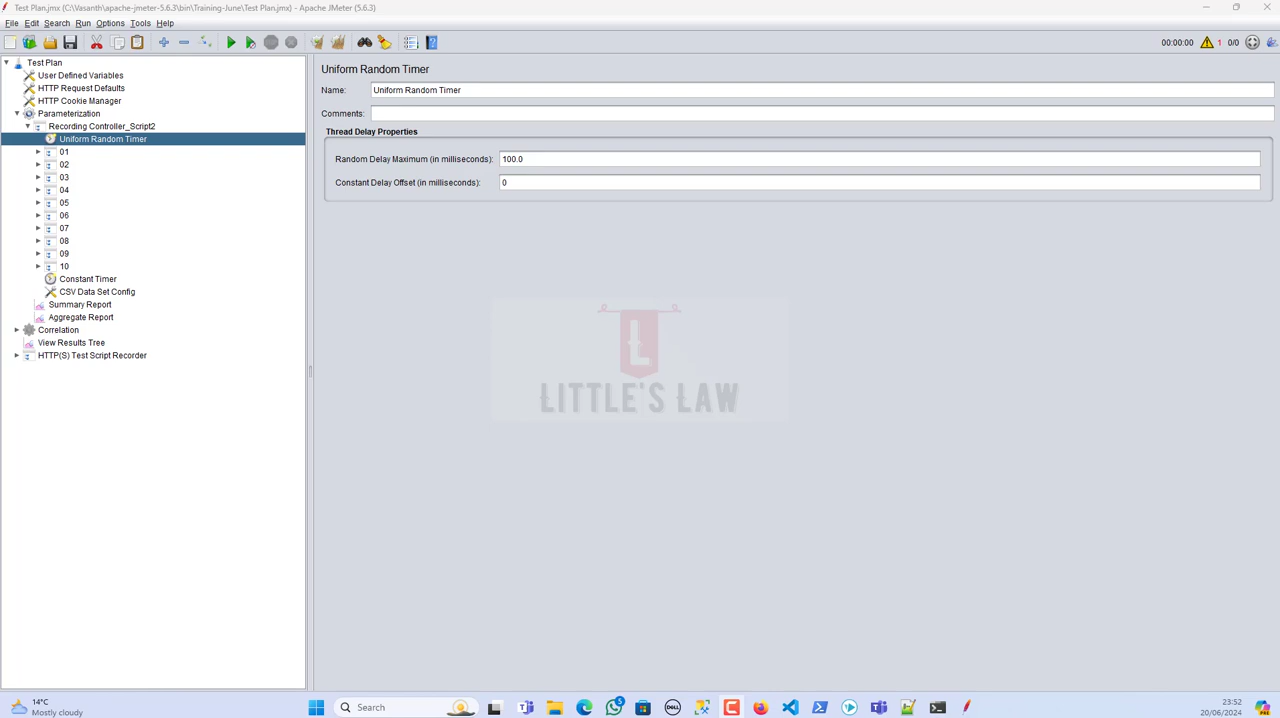 Test Plan.jmx (C:\Vasanth\apache-jmeter-5.6.3\bin\Training-June\Test Plan.jmx) - Apache JMeter (5.6.3)
File Edit Search Run Options Tools Help
00:00:00 1 0/0
Test Plan
User Defined Variables
HTTP Request Defaults
HTTP Cookie Manager
Parameterization
Recording Controller_Script2
Uniform Random Timer
01
02
03
04
05
06
07
08
09
10
Constant Timer
CSV Data Set Config
Summary Report
Aggregate Report
Correlation
View Results Tree
HTTP(S) Test Script Recorder
Uniform Random Timer
Name: Uniform Random Timer
Comments:
Thread Delay Properties
Random Delay Maximum (in milliseconds): 100.0
Constant Delay Offset (in milliseconds): 0
L
LITTLE'S LAW
14°C
Mostly cloudy
Search
5
DELL
23:52
20/06/2024